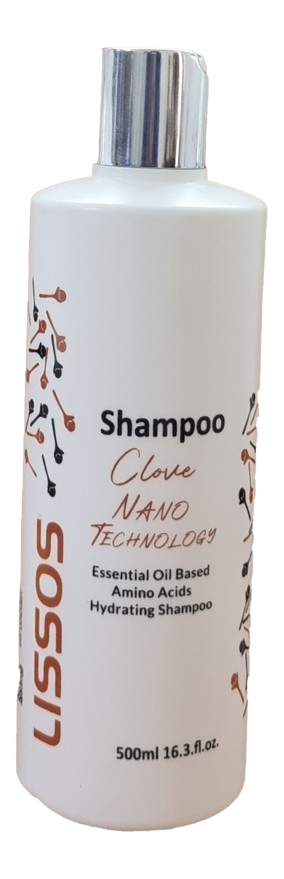 Shampoo
Clove
NANO
TECHNOLOGY
Essential Oil Based
Amino Acids
Hydrating Shampoo
500ml 16.3.fl.oz.
LISSOS